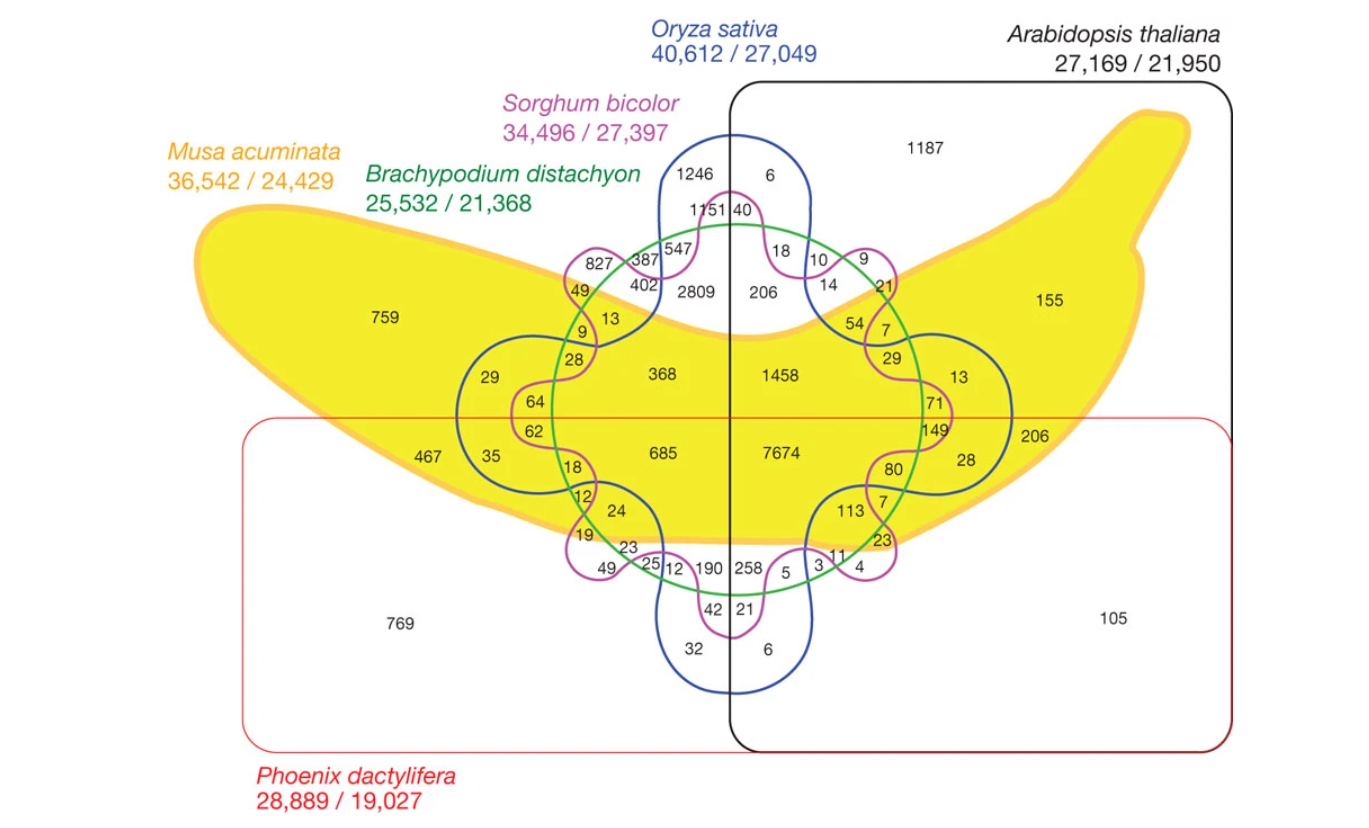 Oryza sativa
40,612 / 27,049
Arabidopsis thaliana
27,169 / 21,950
Sorghum bicolor
34,496 / 27,397
Musa acuminata
36,542 / 24,429
Brachypodium distachyon
25,532 / 21,368
1187
1246 6
1151 40
547 18
827 387 10 9
402 2809 206 14 21
49
759 13 54 155
9 7
28 29
29 368 1458 13
64 71
62 149
467 35 685 7674 28 206
18 80
12 24 113 7
19 23
23 11
49 25 12 190 258 5 3 4
42 21
769 105
32 6
Phoenix dactylifera
28,889 / 19,027